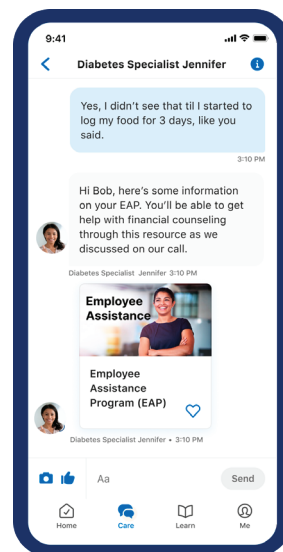 9:41
Diabetes Specialist Jennifer
Yes, I didn't see that til I started to
log my food for 3 days, like you
said.
3:10 PM
Hi Bob, here's some information
on your EAP. You'll be able to get
help with financial counseling
through this resource as we
discussed on our call.
Diabetes Specialist Jennifer 3:10 PM
Employee
Assistance
Employee
Assistance
Program (EAP)
Diabetes Specialist Jennifer • 3:10 PM
Aa
Send
Home
Care
Learn
Me